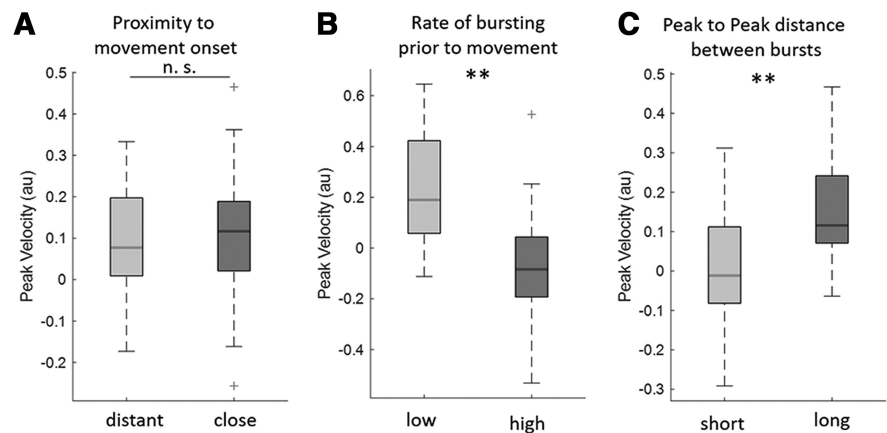 A
Proximity to
movement onset
n. s.
0.5
0.4
0.3
0.2
0.1
0
-0.1
-0.2
Peak Velocity (au)
distant
close
B
Rate of bursting
prior to movement
**
0.6
0.4
0.2
0
-0.2
-0.4
Peak Velocity (au)
low
high
C
Peak to Peak distance
between bursts
**
0.5
0.4
0.3
0.2
0.1
0
-0.1
-0.2
-0.3
Peak Velocity (au)
short
long